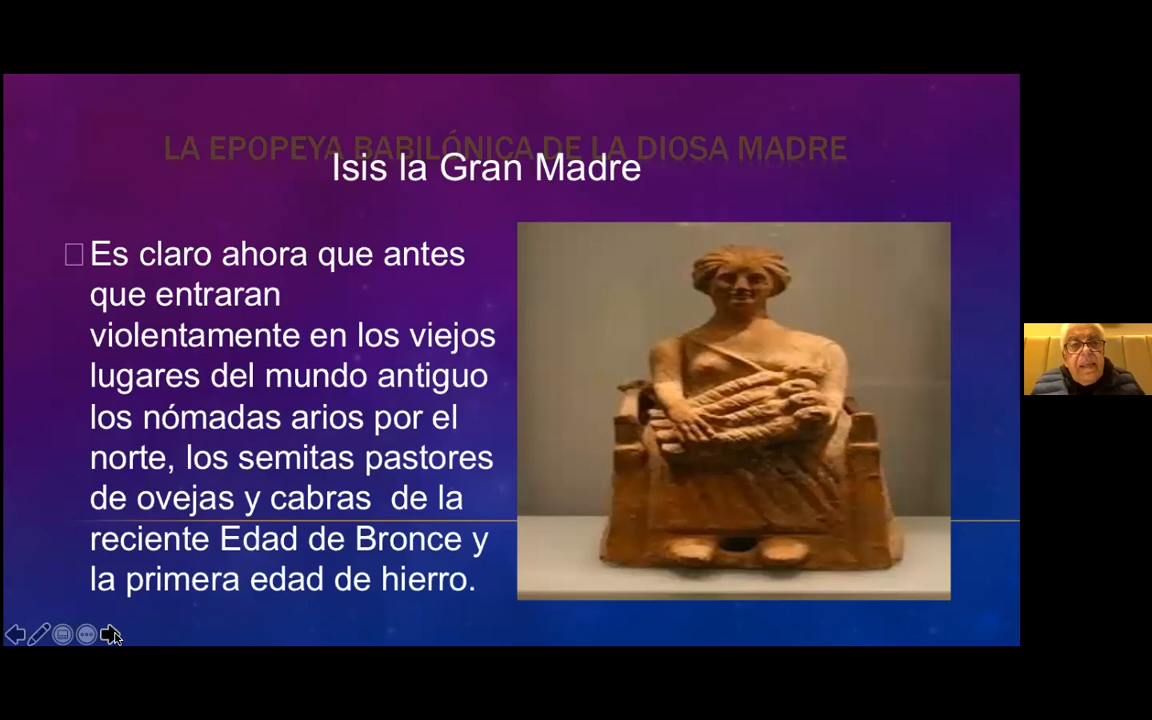 LA EPOPEYA BABILÓNICA DE LA DIOSA MADRE
Isis la Gran Madre
Es claro ahora que antes
que entraran
violentamente en los viejos
lugares del mundo antiguo
los nómadas arios por el
norte, los semitas pastores
de ovejas y cabras de la
reciente Edad de Bronce y
la primera edad de hierro.